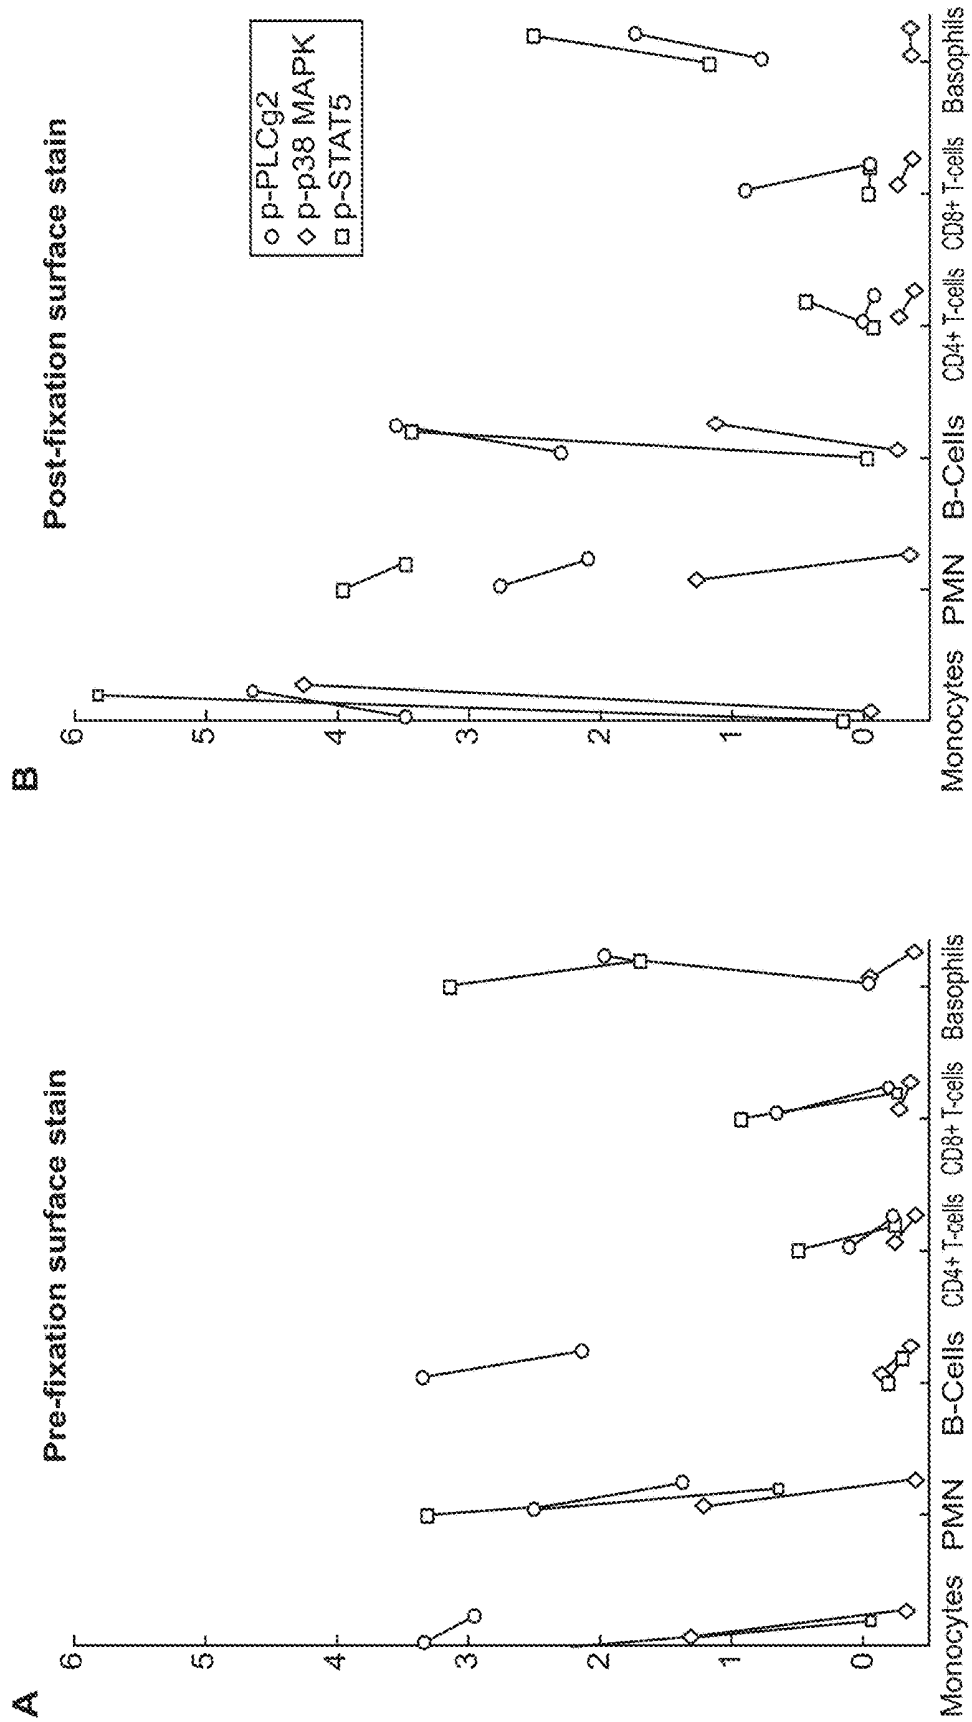 A
Pre-fixation surface stain
6
5
4
3
2
1
0
Monocytes PMN B-Cells CD4+ T-cells CD8+ T-cells Basophils
B
Post-fixation surface stain
p-PLCg2
p-p38 MAPK
p-STAT5
6
5
4
3
2
1
0
Monocytes PMN B-Cells CD4+ T-cells CD8+ T-cells Basophils